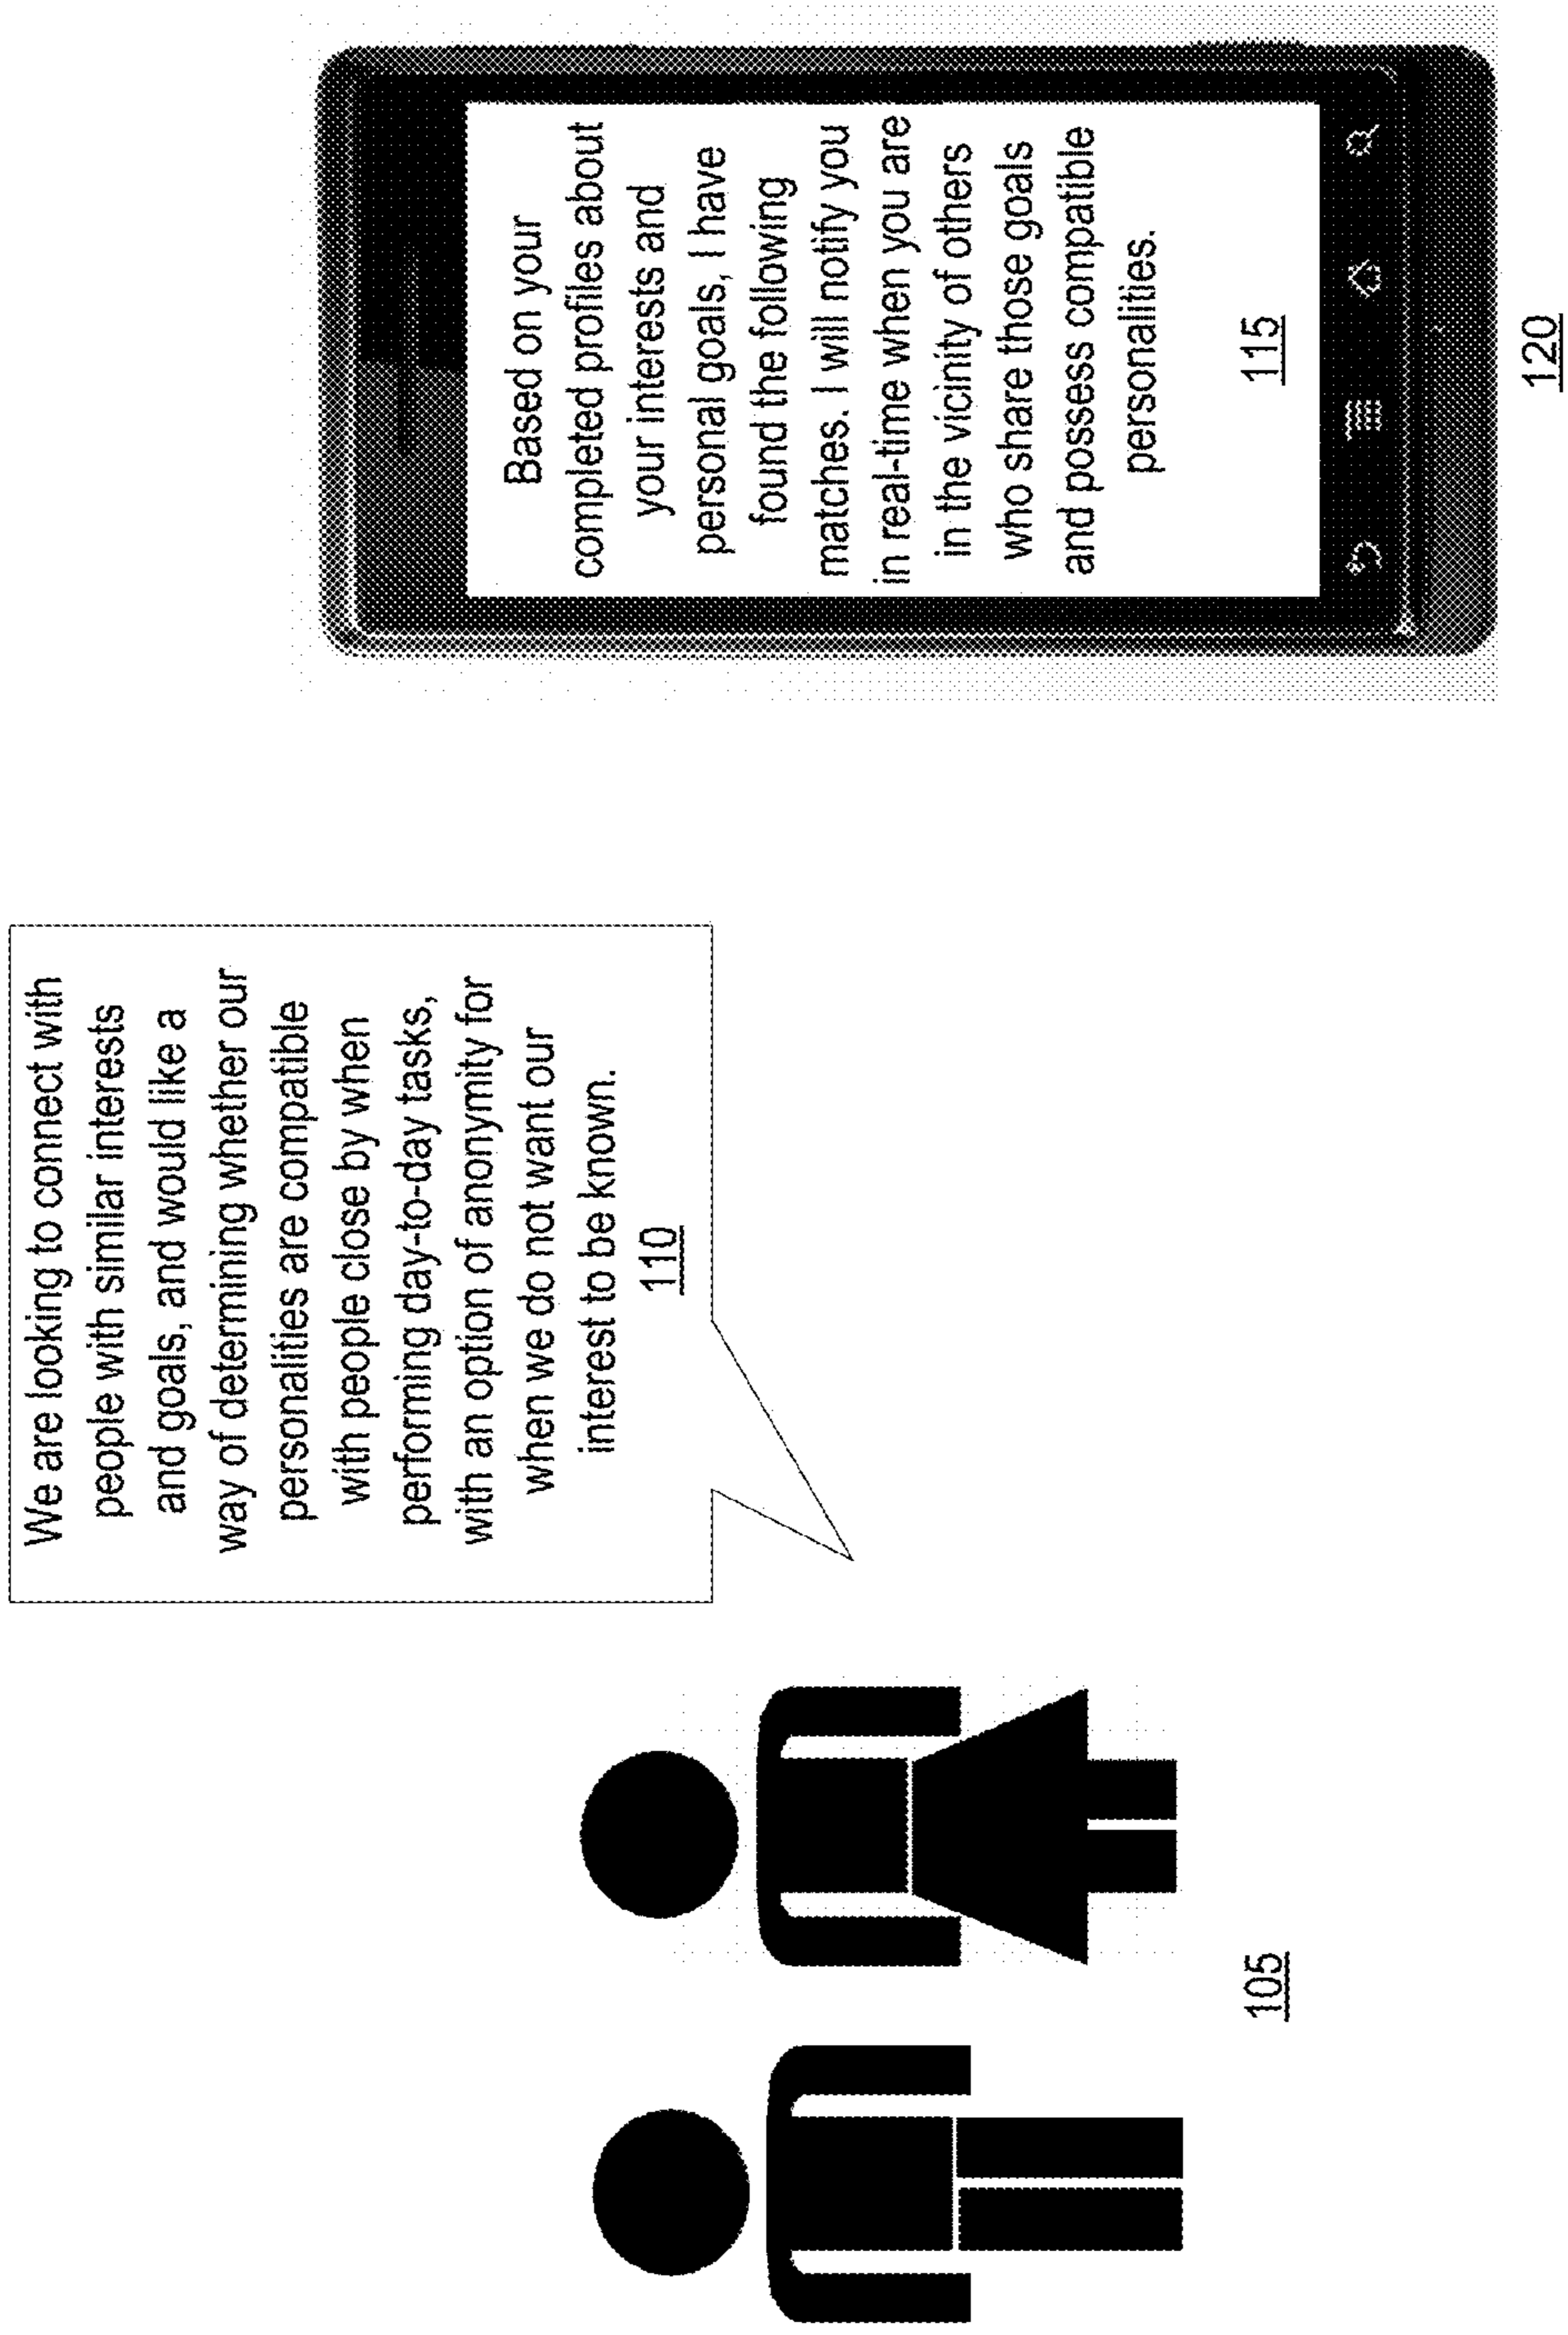 We are looking to connect with
people with similar interests
and goals, and would like a
way of determining whether our
personalities are compatible
with people close by when
performing day-to-day tasks,
with an option of anonymity for
when we do not want our
interest to be known.
110
105
Based on your
completed profiles about
your interests and
personal goals, I have
found the following
matches. I will notify you
in real-time when you are
in the vicinity of others
who share those goals
and possess compatible
personalities.
115
120